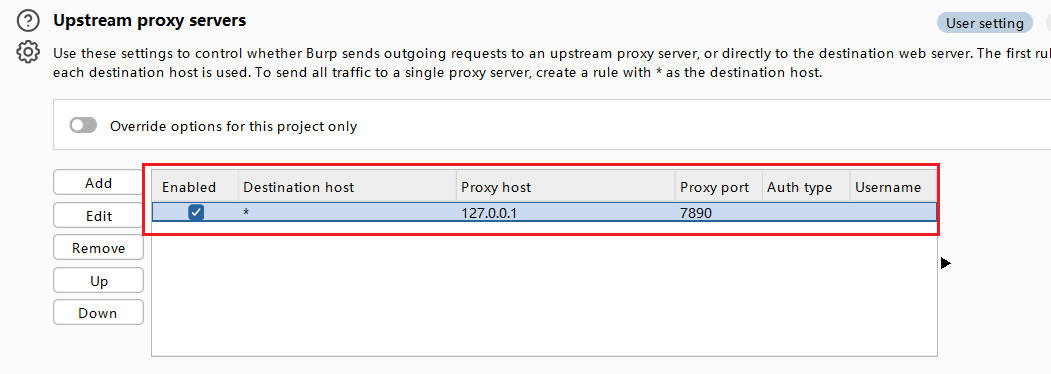 Upstream proxy servers
User setting
Use these settings to control whether Burp sends outgoing requests to an upstream proxy server, or directly to the destination web server. The first
each destination host is used. To send all traffic to a single proxy server, create a rule with * as the destination host.
Override options for this project only
Add
Edit
Remove
Up
Down
Enabled Destination host Proxy host Proxy port Auth type Username
* 127.0.0.1 7890